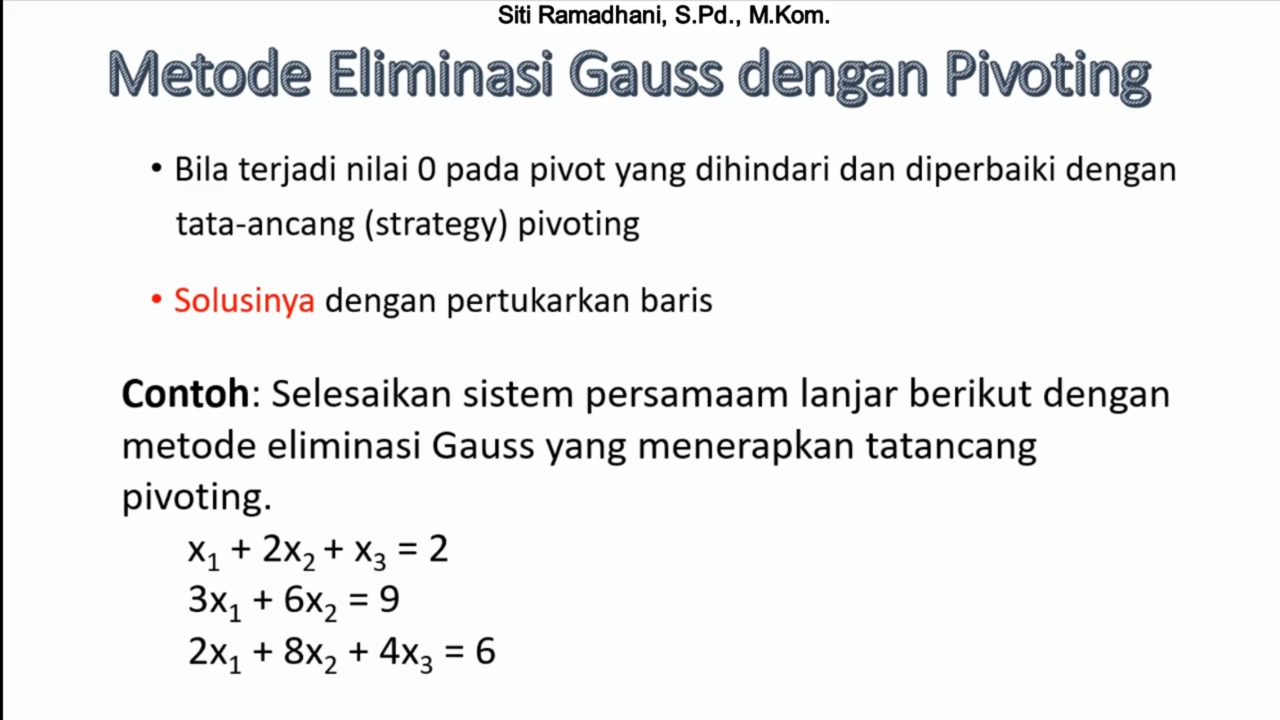 Siti Ramadhani, S.Pd., M.Kom.
Metode Eliminasi Gauss dengan Pivoting
• Bila terjadi nilai 0 pada pivot yang dihindari dan diperbaiki dengan
tata-ancang (strategy) pivoting
• Solusinya dengan pertukarkan baris
Contoh: Selesaikan sistem persamaam lanjar berikut dengan
metode eliminasi Gauss yang menerapkan tatancang
pivoting.
x₁ + 2x₂ + x₃ = 2
3x₁ + 6x₂ = 9
2x₁ + 8x₂ + 4x₃ = 6